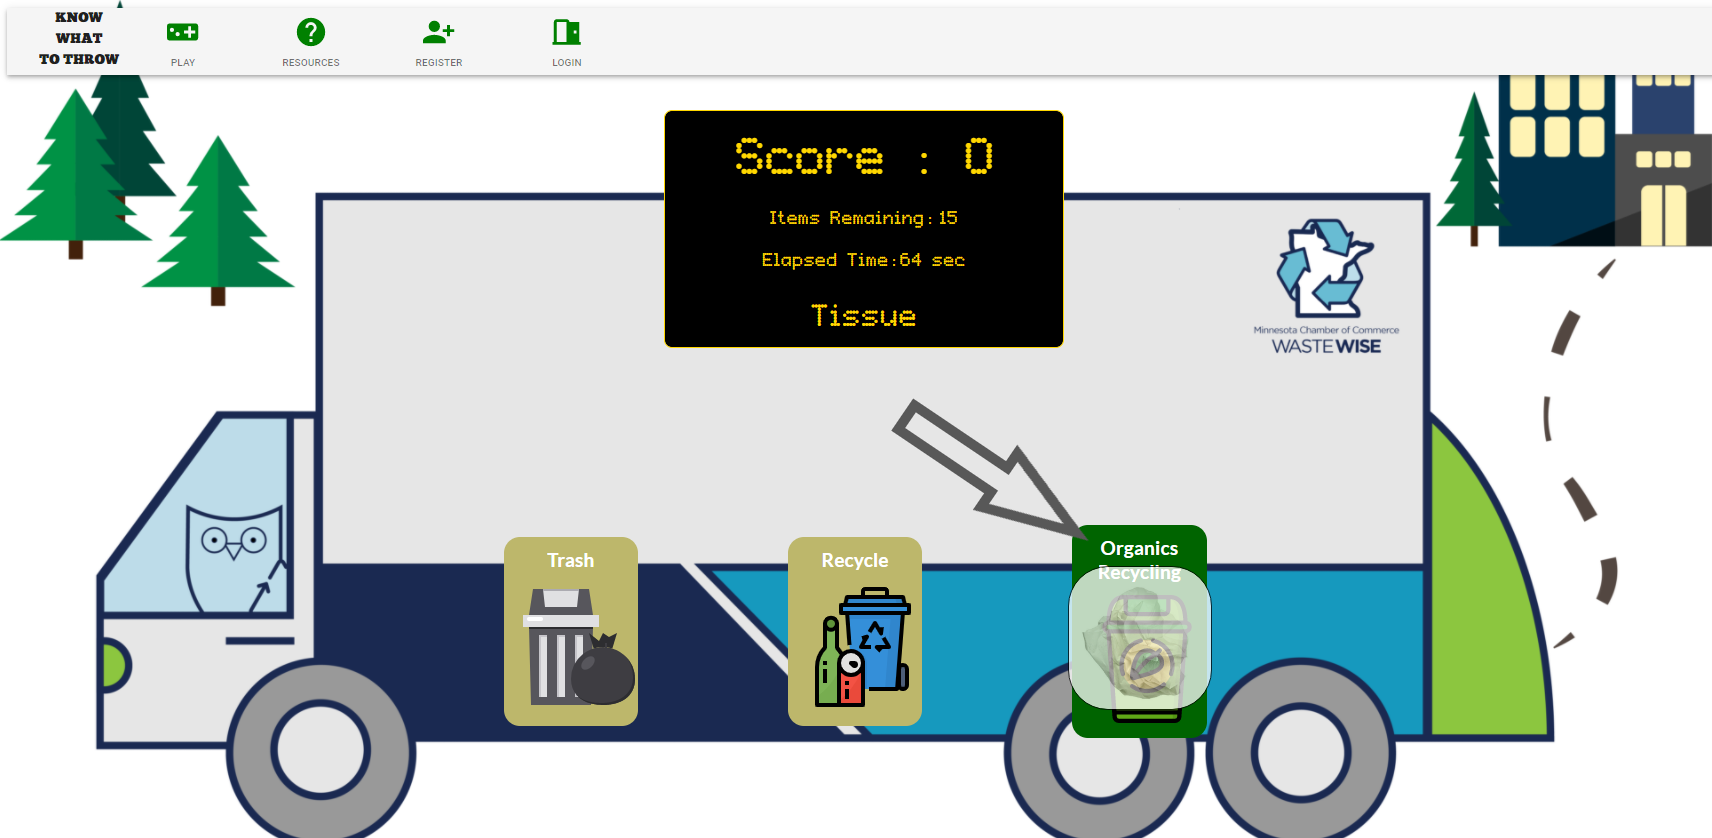 KNOW
WHAT
TO THROW
PLAY
RESOURCES
REGISTER
LOGIN
Score : 0
Items Remaining:15
Elapsed Time:64 sec
Tissue
Minnesota Chamber of Commerce
WASTEWISE
Trash
Recycle
Organics
Recycling